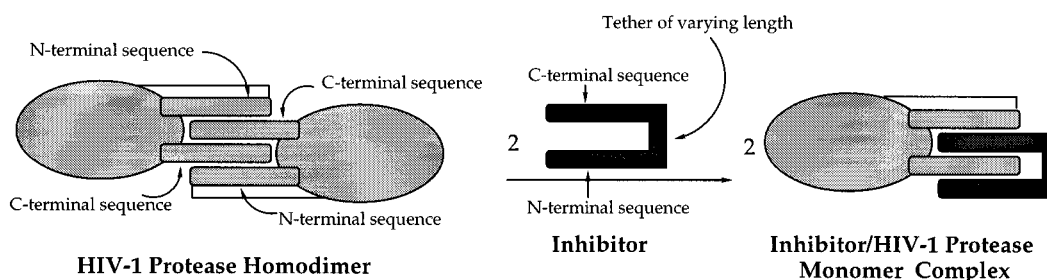 N-terminal sequence
C-terminal sequence
C-terminal sequence
N-terminal sequence
HIV-1 Protease Homodimer
Tether of varying length
C-terminal sequence
2
N-terminal sequence
Inhibitor
2
Inhibitor/HIV-1 Protease
Monomer Complex